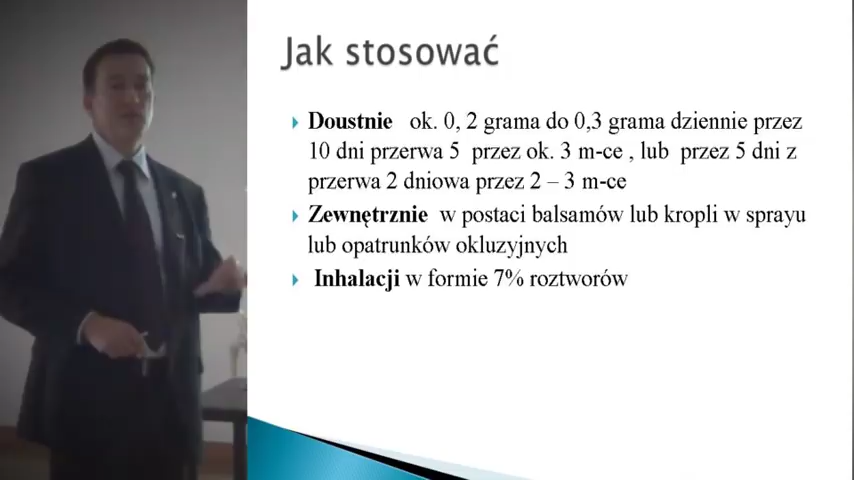 Jak stosować
Doustnie ok. 0, 2 grama do 0,3 grama dziennie przez
10 dni przerwa 5 przez ok. 3 m-ce , lub przez 5 dni z
przerwa 2 dniowa przez 2 – 3 m-ce
Zewnętrznie w postaci balsamów lub kropli w sprayu
lub opatrunków okluzyjnych
Inhalacji w formie 7% roztworów